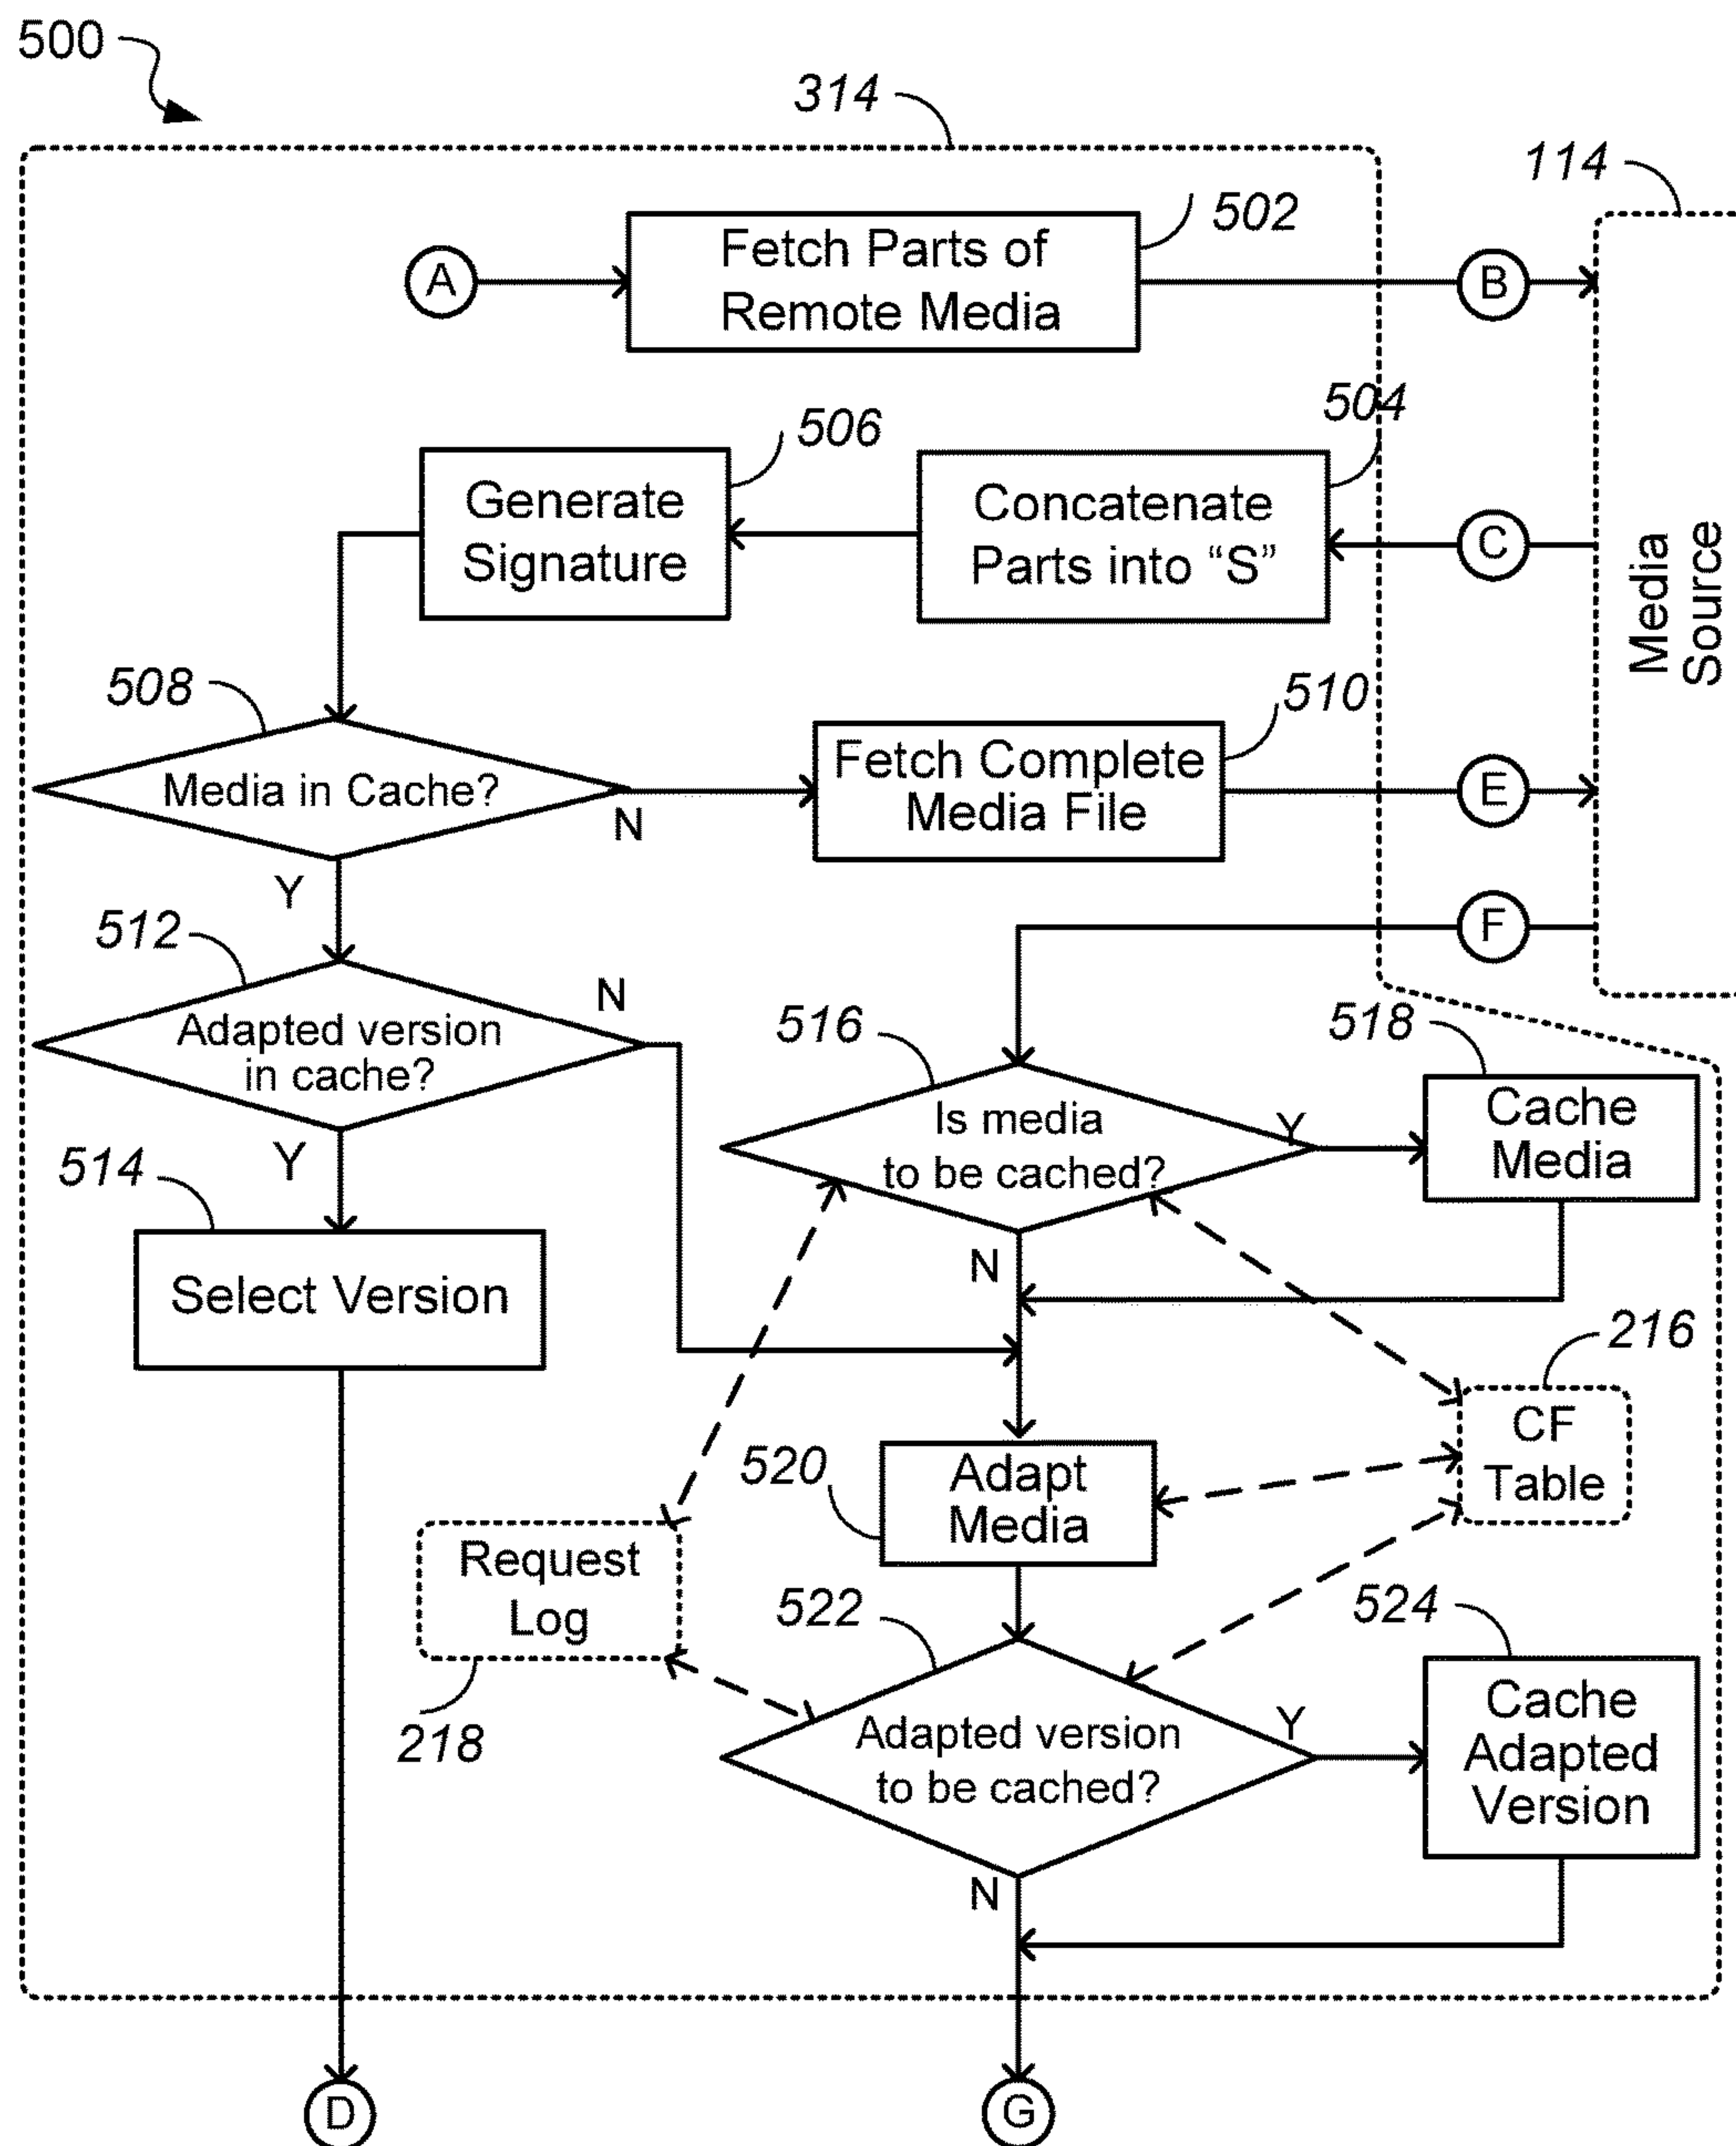 500
314
114
502
Fetch Parts of
Remote Media
A
B
504
506
Generate
Signature
Concatenate
Parts into “S”
C
Media
Source
508
510
Media in Cache?
N
Fetch Complete
Media File
E
Y
512
F
N
Adapted version
in cache?
516
518
Is media
to be cached?
Y
Cache
Media
514
Y
Select Version
N
216
CF
Table
520
Adapt
Media
Request
Log
522
524
218
Adapted version
to be cached?
Y
Cache
Adapted
Version
N
D
G